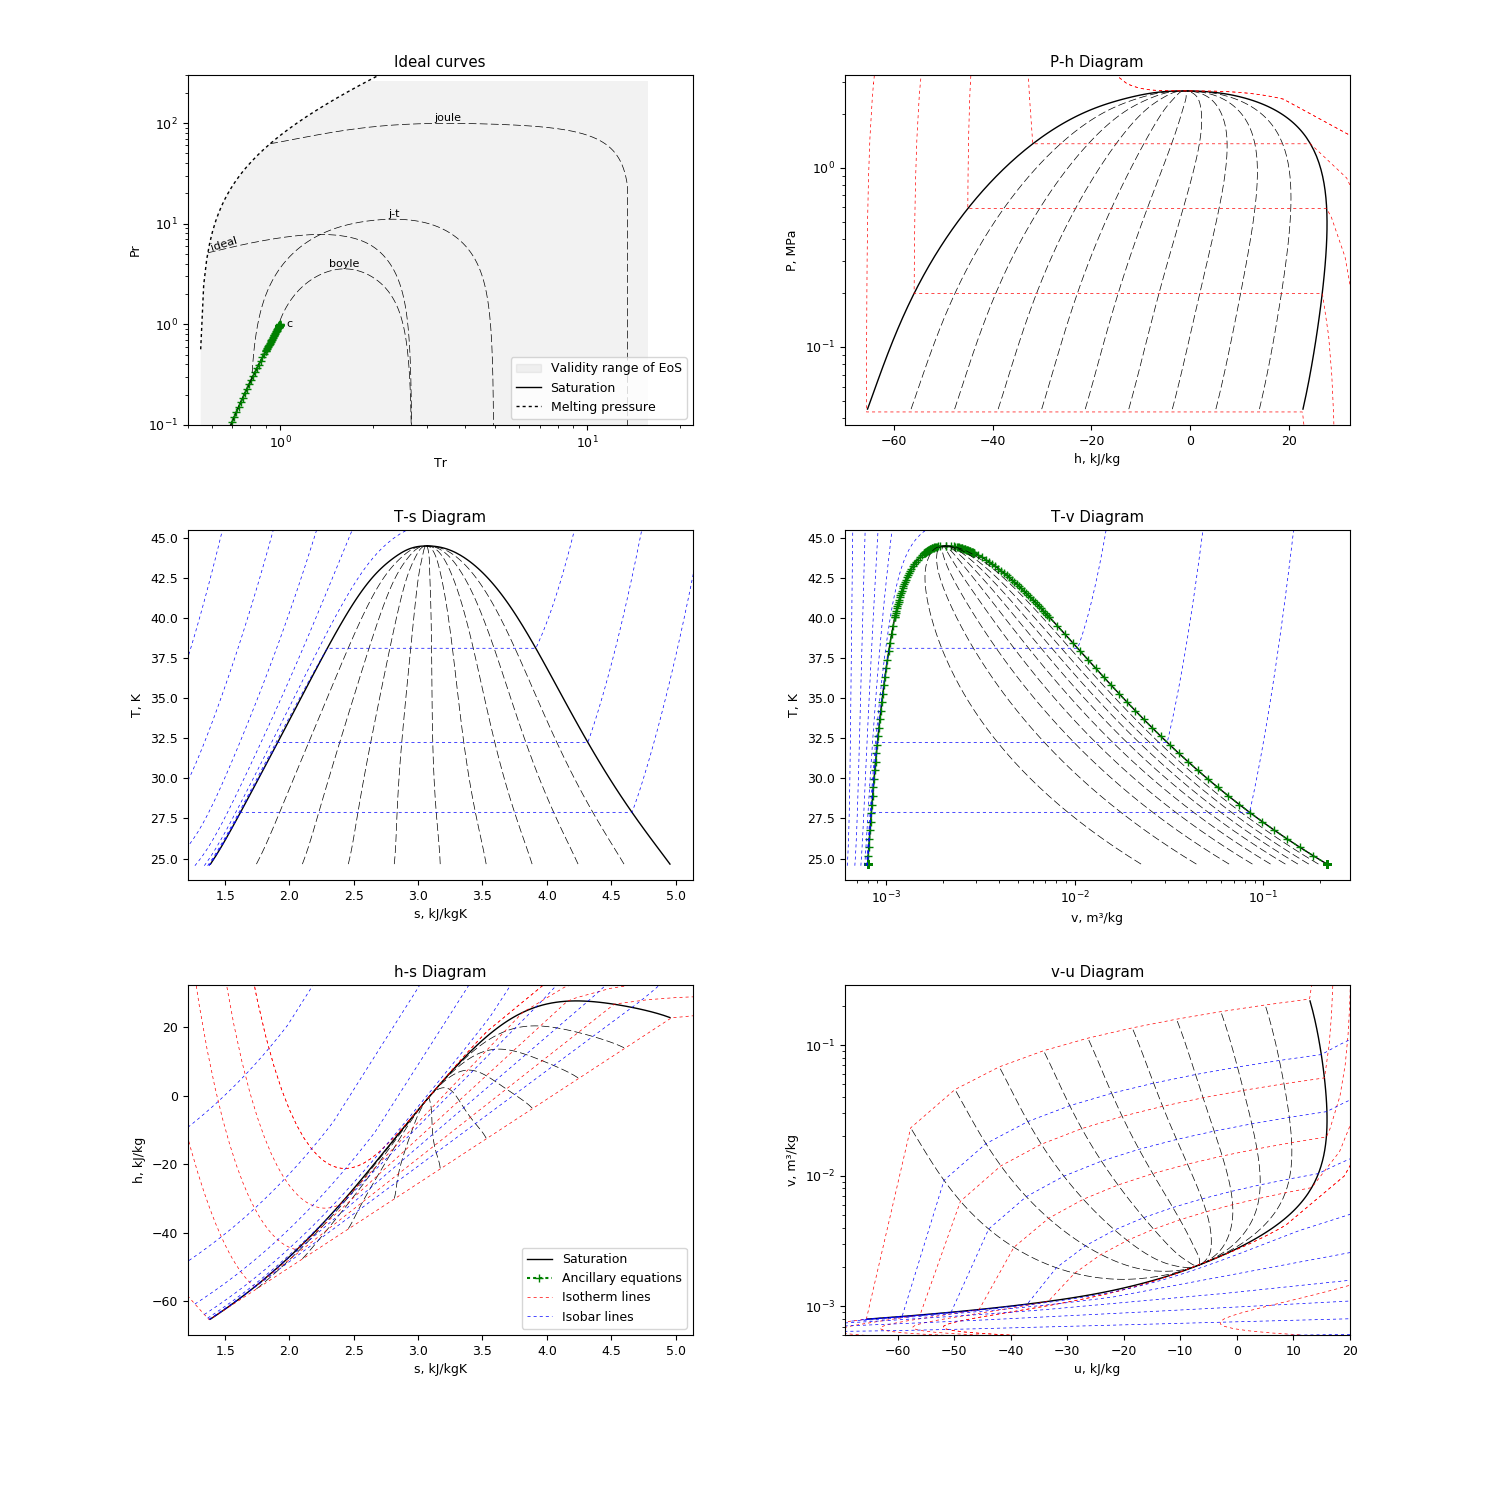 Ideal curves
10²
10¹
10⁰
10⁻¹
Pr
joule
j-t
ideal
boyle
c
Validity range of EoS
Saturation
Melting pressure
10⁰
10¹
Tr
P-h Diagram
10⁰
10⁻¹
P, MPa
−60
−40
−20
0
20
h, kJ/kg
T-s Diagram
45.0
42.5
40.0
37.5
35.0
32.5
30.0
27.5
25.0
T, K
1.5
2.0
2.5
3.0
3.5
4.0
4.5
5.0
s, kJ/kgK
T-v Diagram
45.0
42.5
40.0
37.5
35.0
32.5
30.0
27.5
25.0
T, K
10⁻³
10⁻²
10⁻¹
v, m³/kg
h-s Diagram
20
0
−20
−40
−60
h, kJ/kg
Saturation
Ancillary equations
Isotherm lines
Isobar lines
1.5
2.0
2.5
3.0
3.5
4.0
4.5
5.0
s, kJ/kgK
v-u Diagram
10⁻¹
10⁻²
10⁻³
v, m³/kg
−60
−50
−40
−30
−20
−10
0
10
20
u, kJ/kg